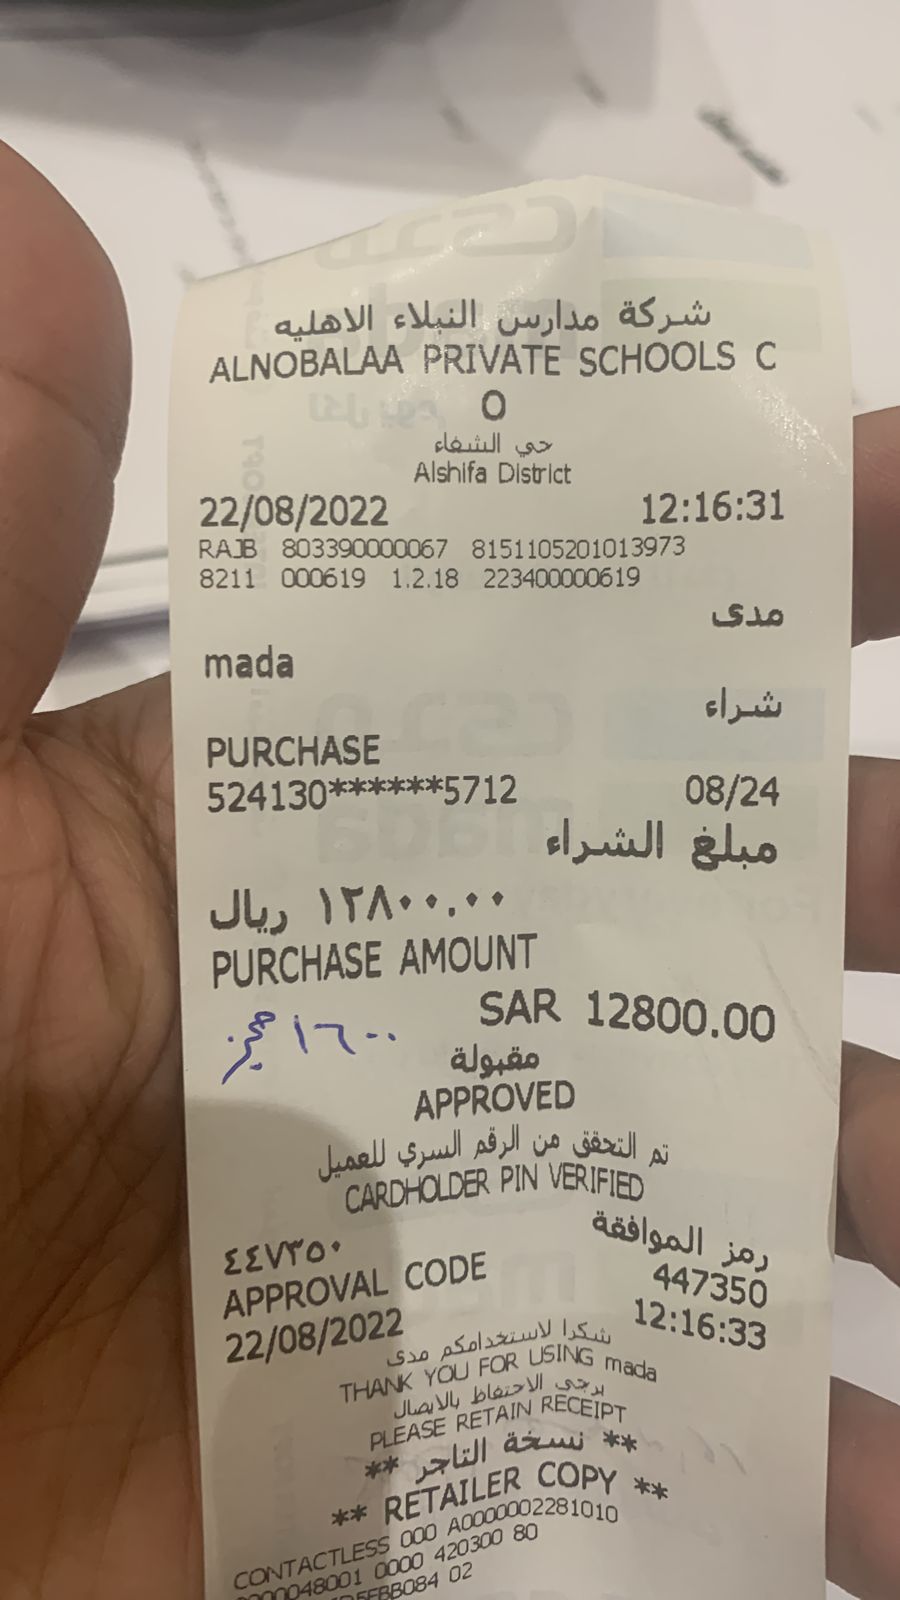 شركة مدارس النبلاء الاهليه
ALNOBALAA PRIVATE SCHOOLS C
O
حي الشفاء
Alshifa District
22/08/2022 12:16:31
RAJB 803390000067 8151105201013973
8211 000619 1.2.18 223400000619
مدى
mada
شراء
PURCHASE
524130******5712 08/24
مبلغ الشراء
١٢٨٠٠.٠٠ ريال
PURCHASE AMOUNT
SAR 12800.00
١٦٠٠ حجز
مقبولة
APPROVED
تم التحقق من الرقم السري للعميل
CARDHOLDER PIN VERIFIED
رمز الموافقة
٤٤٧٣٥٠
APPROVAL CODE 447350
22/08/2022 12:16:33
شكرا لاستخدامكم مدى
THANK YOU FOR USING mada
يرجى الاحتفاظ بالايصال
PLEASE RETAIN RECEIPT
** نسخة التاجر **
** RETAILER COPY **
CONTACTLESS 000 A0000002281010
0000048001 0000 420300 80
02